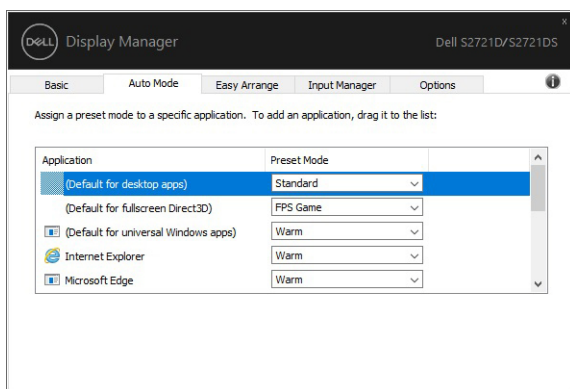 x
DELL Display Manager Dell S2721D/S2721DS
Basic Auto Mode Easy Arrange Input Manager Options i
Assign a preset mode to a specific application. To add an application, drag it to the list:
Application Preset Mode
(Default for desktop apps) Standard
(Default for fullscreen Direct3D) FPS Game
(Default for universal Windows apps) Warm
Internet Explorer Warm
Microsoft Edge Warm